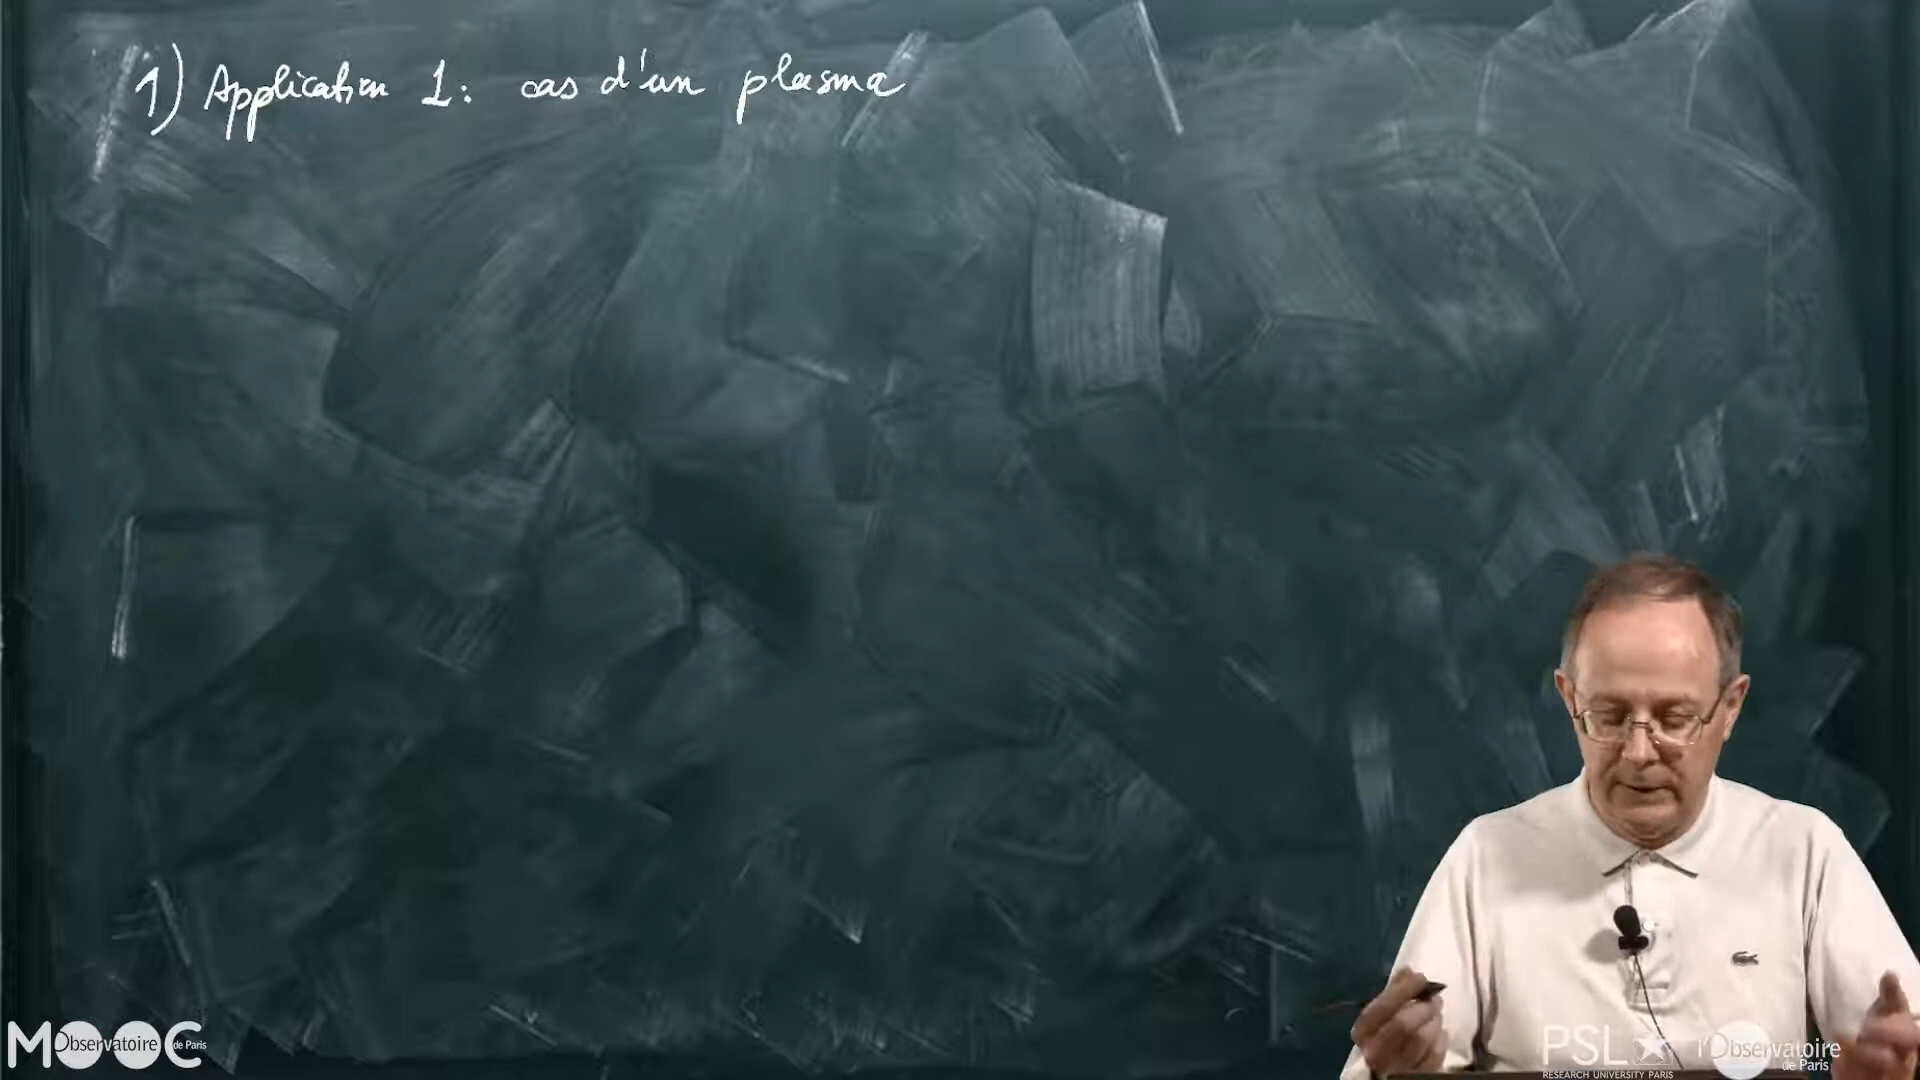 1) Application 1: cas d'un plasma
MOOC
Observatoire de Paris
PSL
RESEARCH UNIVERSITY PARIS
l'Observatoire
de Paris